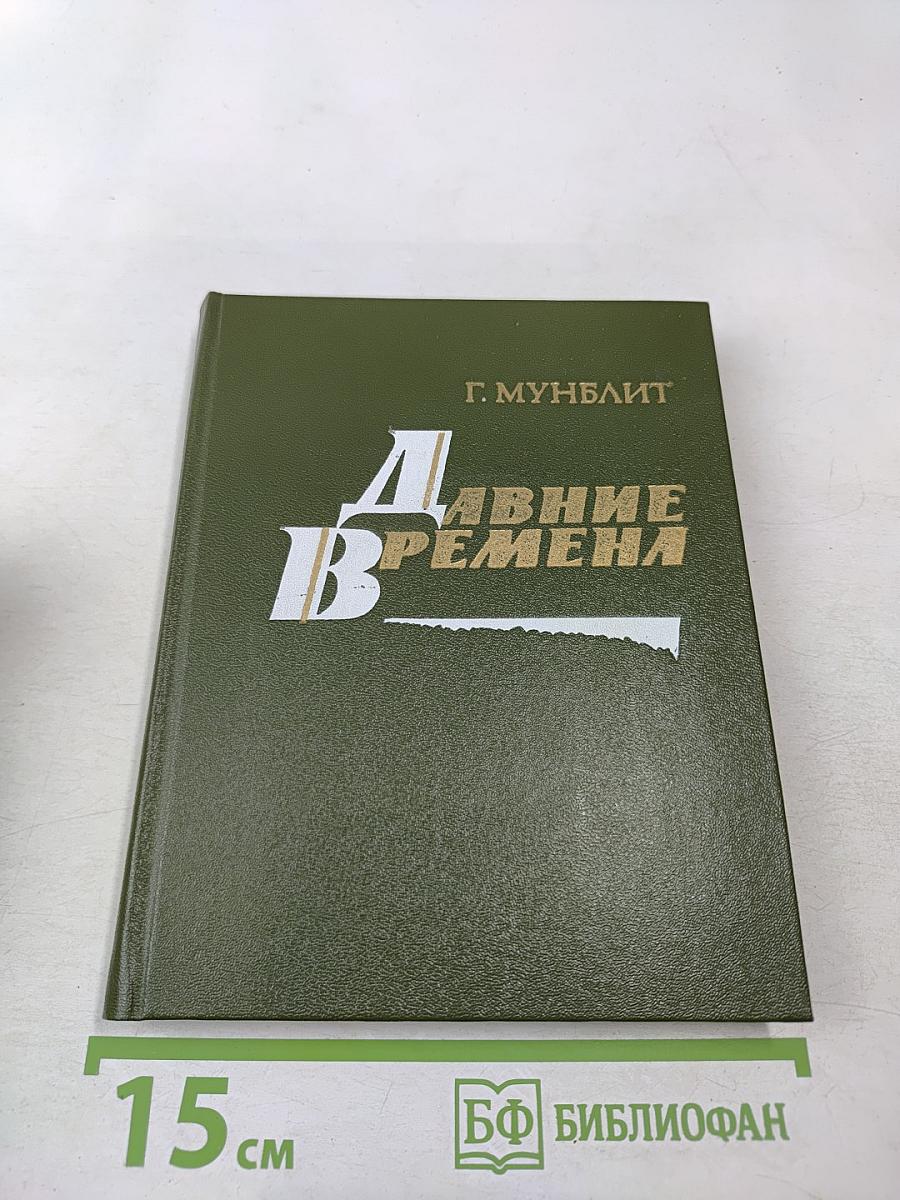 Г. МУНБЛИТ
ДАВНИЕ
ВРЕМЕНА
15 см
БФ БИБЛИОФАН